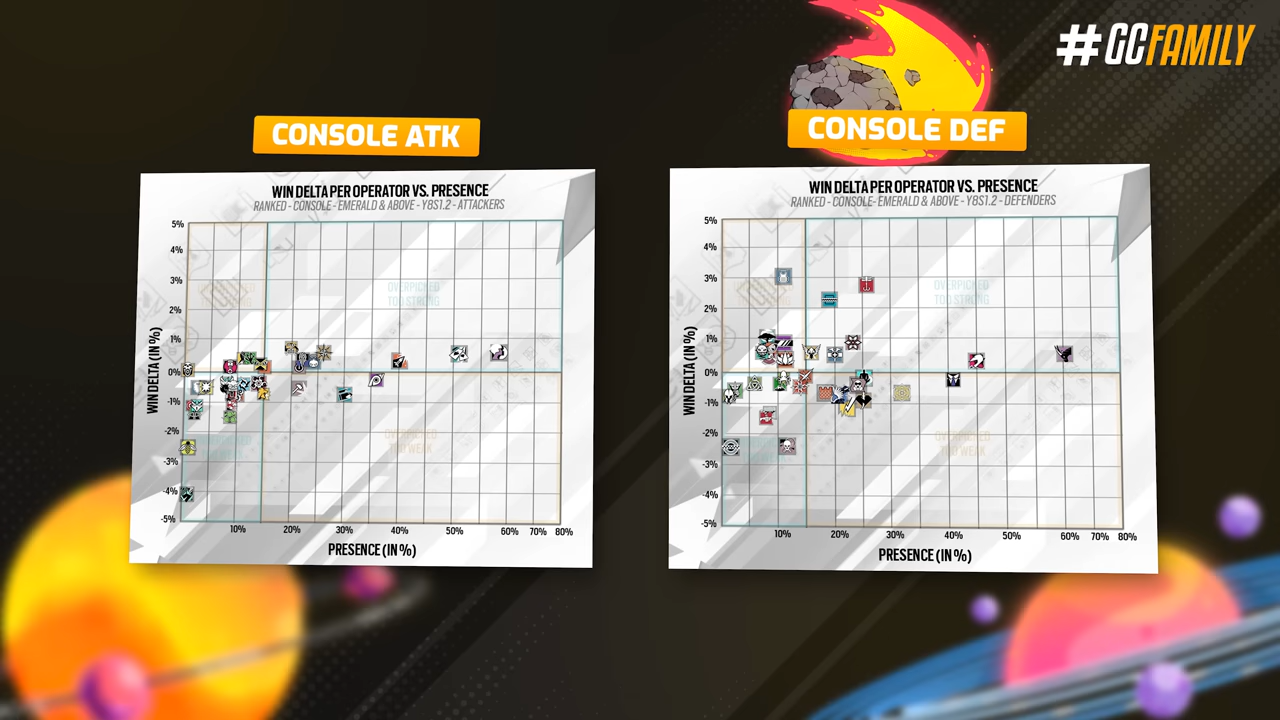 #GCFAMILY
CONSOLE ATK
WIN DELTA PER OPERATOR VS. PRESENCE
RANKED - CONSOLE - EMERALD & ABOVE - Y8S1.2 - ATTACKERS
5%
4%
3%
2%
1%
0%
-1%
-2%
-3%
-4%
-5%
WIN DELTA (IN %)
OVERPICKED
TOO STRONG
OVERPICKED
TOO WEAK
10%
20%
30%
40%
50%
60%
70%
80%
PRESENCE (IN %)
CONSOLE DEF
WIN DELTA PER OPERATOR VS. PRESENCE
RANKED - CONSOLE - EMERALD & ABOVE - Y8S1.2 - DEFENDERS
5%
4%
3%
2%
1%
0%
-1%
-2%
-3%
-4%
-5%
WIN DELTA (IN %)
OVERPICKED
TOO STRONG
OVERPICKED
TOO WEAK
10%
20%
30%
40%
50%
60%
70%
80%
PRESENCE (IN %)